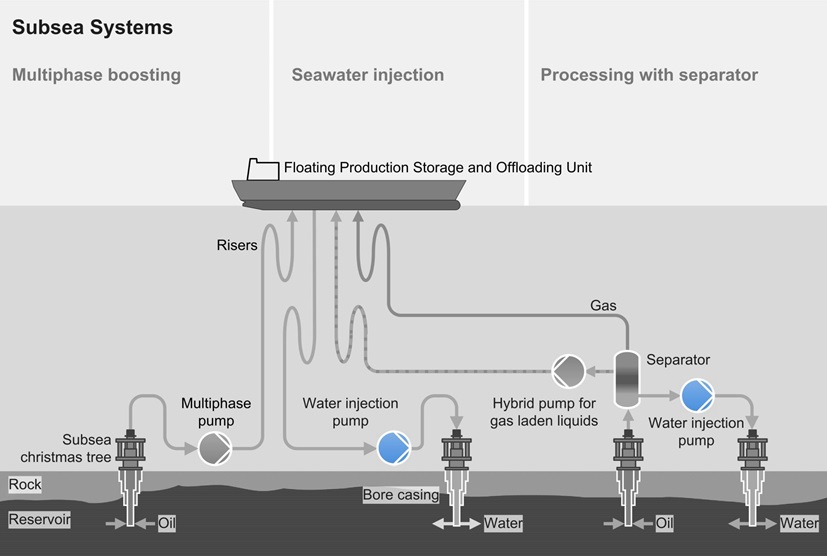 Subsea Systems
Multiphase boosting
Seawater injection
Processing with separator
Floating Production Storage and Offloading Unit
Risers
Gas
Separator
Multiphase
pump
Water injection
pump
Hybrid pump for
gas laden liquids
Water injection
pump
Subsea
christmas tree
Rock
Bore casing
Reservoir
Oil
Water
Oil
Water